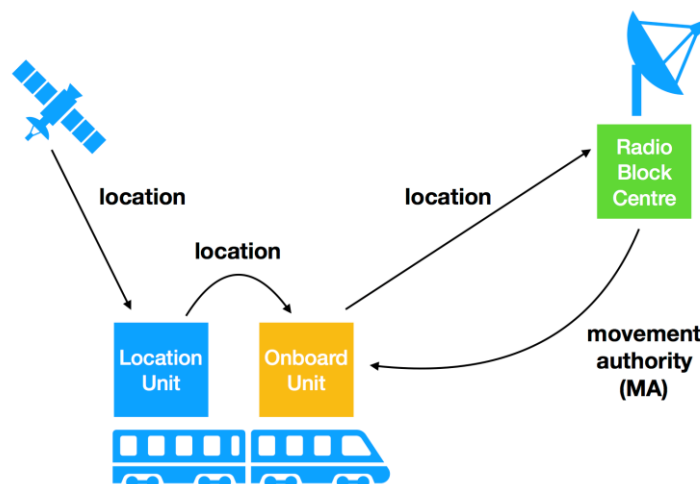 Radio
Block
Centre
location
location
location
Location
Unit
Onboard
Unit
movement
authority
(MA)